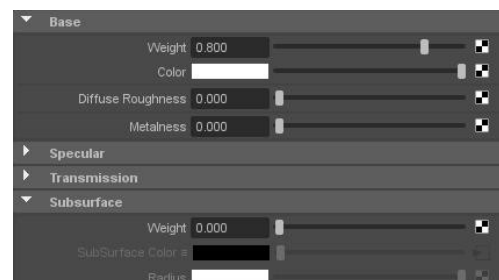 Base
Weight 0.800
Color
Diffuse Roughness 0.000
Metalness 0.000
Specular
Transmission
Subsurface
Weight 0.000
SubSurface Color
Radius